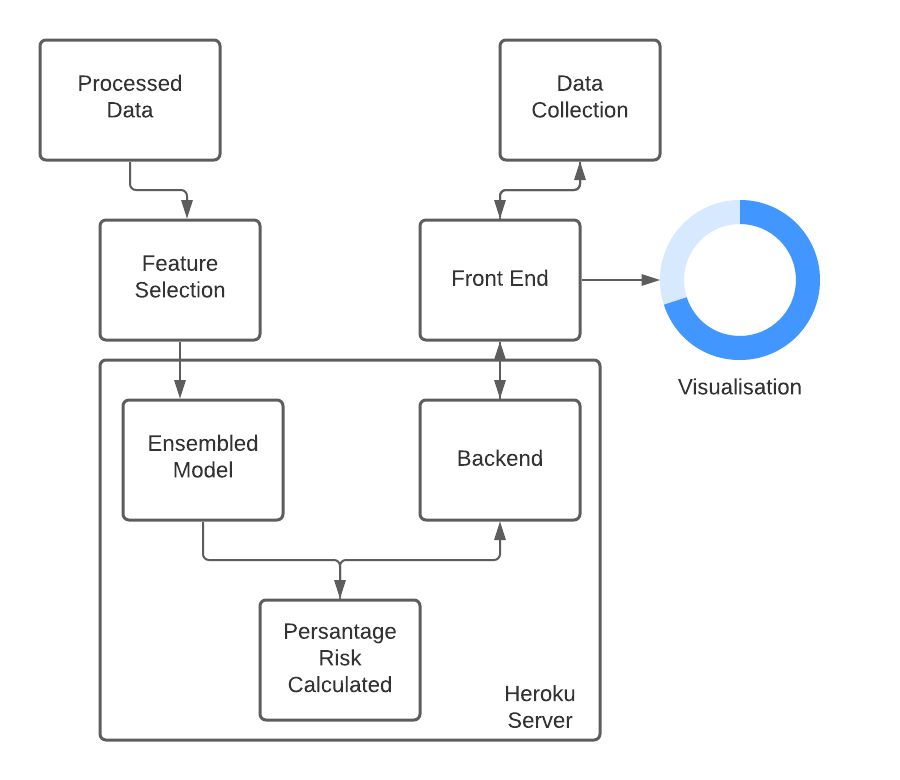 Processed
Data
Data
Collection
Feature
Selection
Front End
Visualisation
Ensembled
Model
Backend
Persantage
Risk
Calculated
Heroku
Server